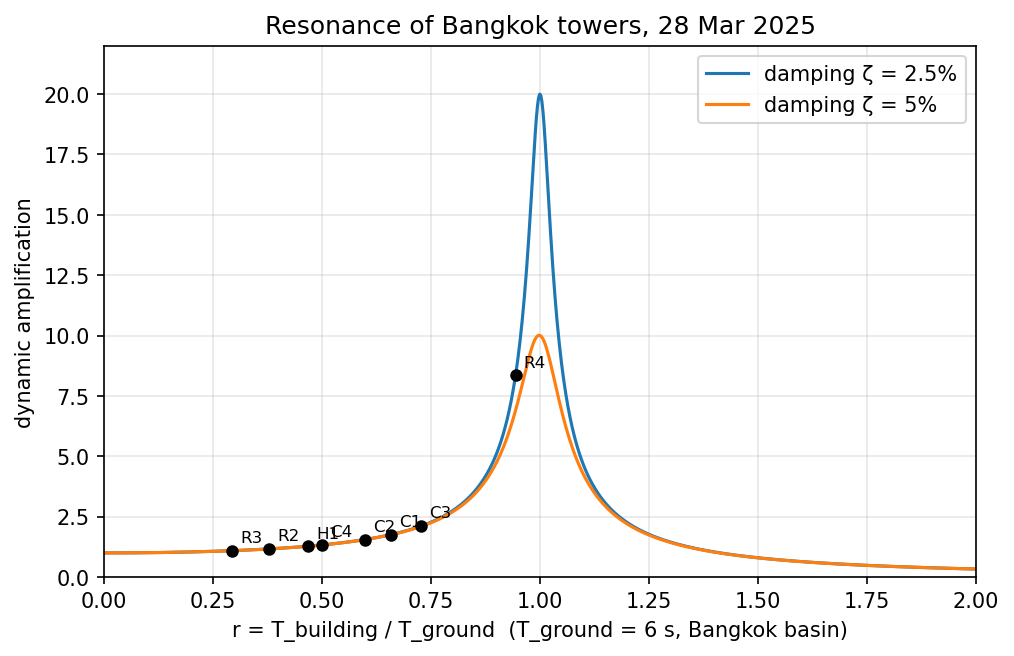 Resonance of Bangkok towers, 28 Mar 2025
damping ζ = 2.5%
damping ζ = 5%
dynamic amplification
20.0
17.5
15.0
12.5
10.0
7.5
5.0
2.5
0.0
R4
R3
R2
H1
C4
C2
C1
C3
0.00 0.25 0.50 0.75 1.00 1.25 1.50 1.75 2.00
r = T_building / T_ground (T_ground = 6 s, Bangkok basin)